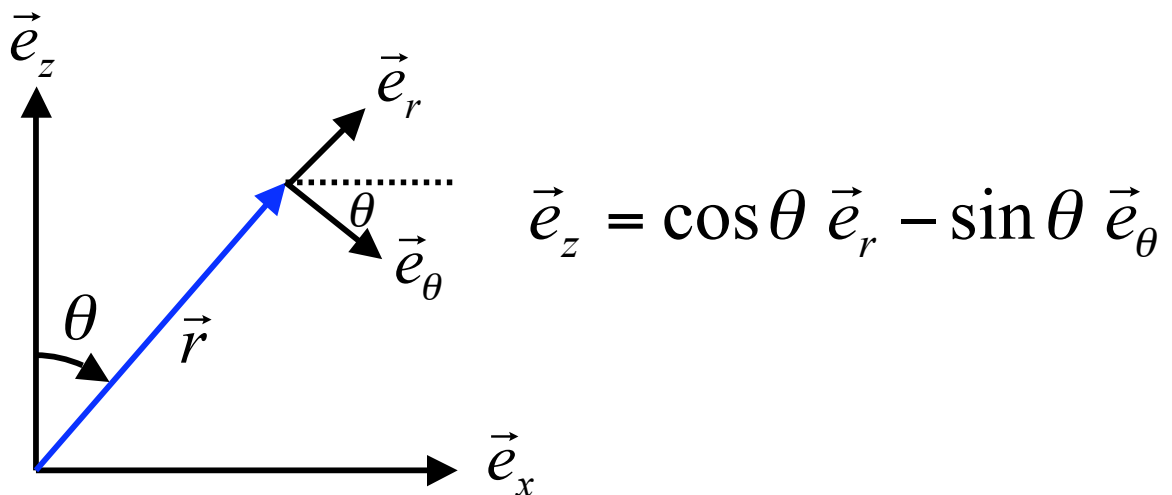 e⃗_z
e⃗_r
θ
e⃗_z = cos θ e⃗_r − sin θ e⃗_θ
e⃗_θ
θ
r⃗
e⃗_x